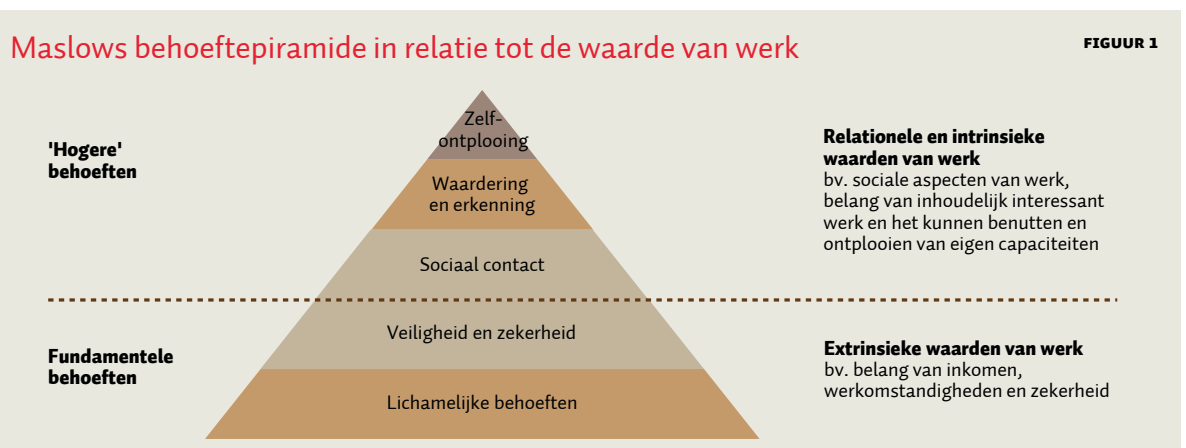 Maslows behoeftepiramide in relatie tot de waarde van werk
FIGUUR 1
'Hogere'
behoeften
Zelf-
ontplooing
Waardering
en erkenning
Sociaal contact
Relationele en intrinsieke
waarden van werk
bv. sociale aspecten van werk,
belang van inhoudelijk interessant
werk en het kunnen benutten en
ontplooien van eigen capaciteiten
Fundamentele
behoeften
Veiligheid en zekerheid
Lichamelijke behoeften
Extrinsieke waarden van werk
bv. belang van inkomen,
werkomstandigheden en zekerheid